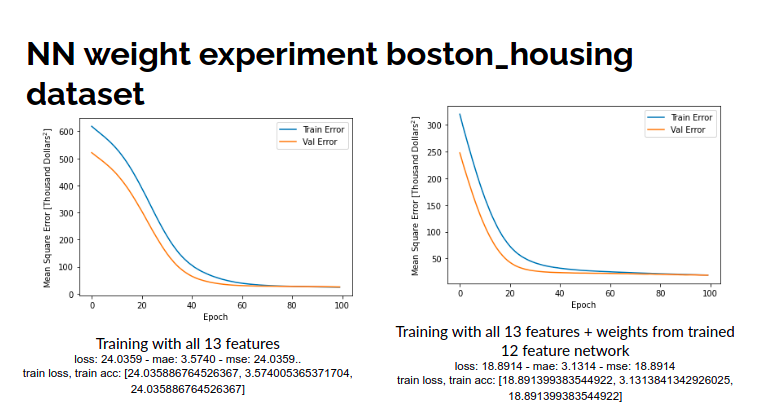 NN weight experiment boston_housing
dataset
Train Error
Val Error
600
500
400
300
200
100
0
Mean Square Error [Thousand Dollars²]
0 20 40 60 80 100
Epoch
Training with all 13 features
loss: 24.0359 - mae: 3.5740 - mse: 24.0359..
train loss, train acc: [24.035886764526367, 3.574005365371704,
24.035886764526367]
Train Error
Val Error
300
250
200
150
100
50
Mean Square Error [Thousand Dollars²]
0 20 40 60 80 100
Epoch
Training with all 13 features + weights from trained
12 feature network
loss: 18.8914 - mae: 3.1314 - mse: 18.8914
train loss, train acc: [18.891399383544922, 3.1313841342926025,
18.891399383544922]